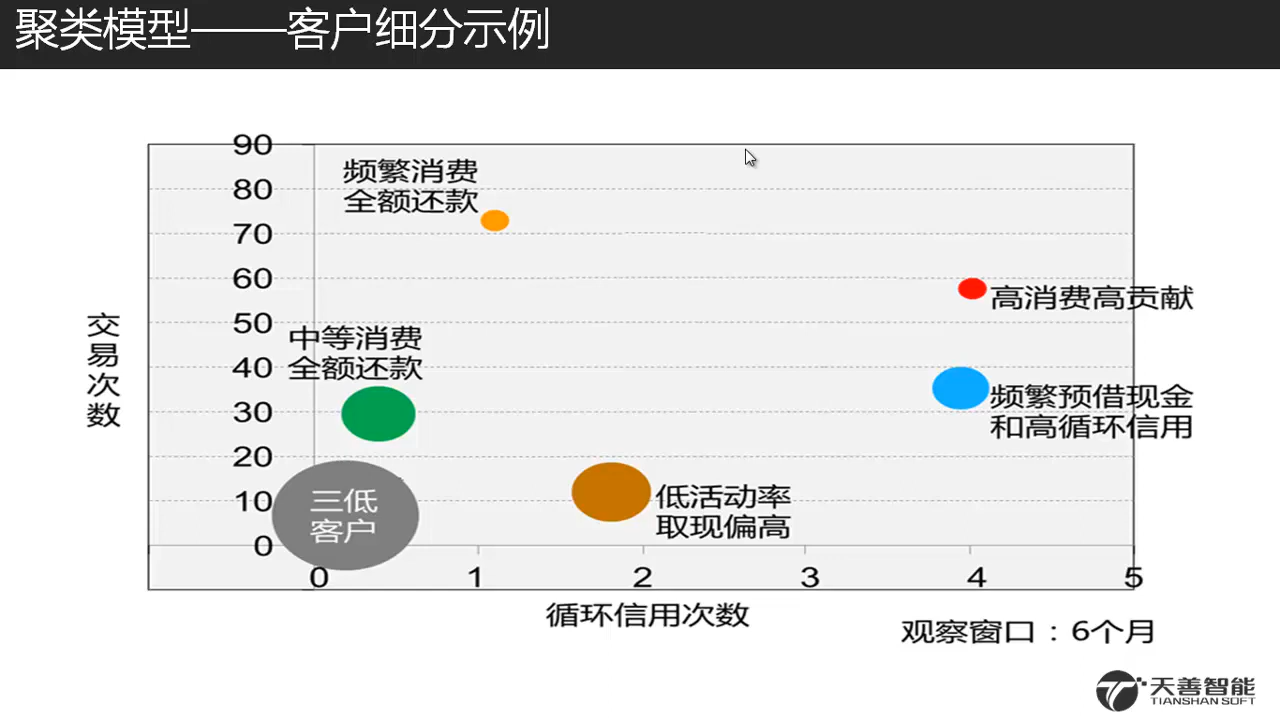 聚类模型——客户细分示例
90
频繁消费
全额还款
80
70
60
高消费高贡献
交易次数
50
中等消费
全额还款
40
频繁预借现金
和高循环信用
30
20
三低
客户
低活动率
取现偏高
10
0
0 1 2 3 4 5
循环信用次数
观察窗口：6个月
天善智能
TIANSHAN SOFT